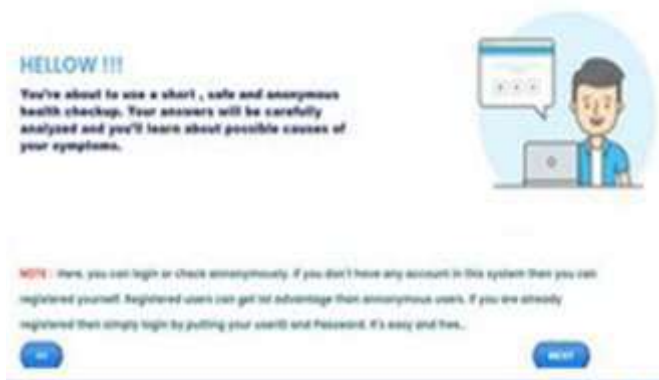 HELLOW !!!
You're about to use a short , safe and anonymous
health checkup. Your answers will be carefully
analyzed and you'll learn about possible causes of
your symptoms.
NOTE : Here, you can login or check annonymously. if you don't have any account in this system then you can
registered yourself. Registered users can get lot advantage than annonymous users. if you are already
registered then simply login by putting your userID and Password. it's easy and free..
NEXT